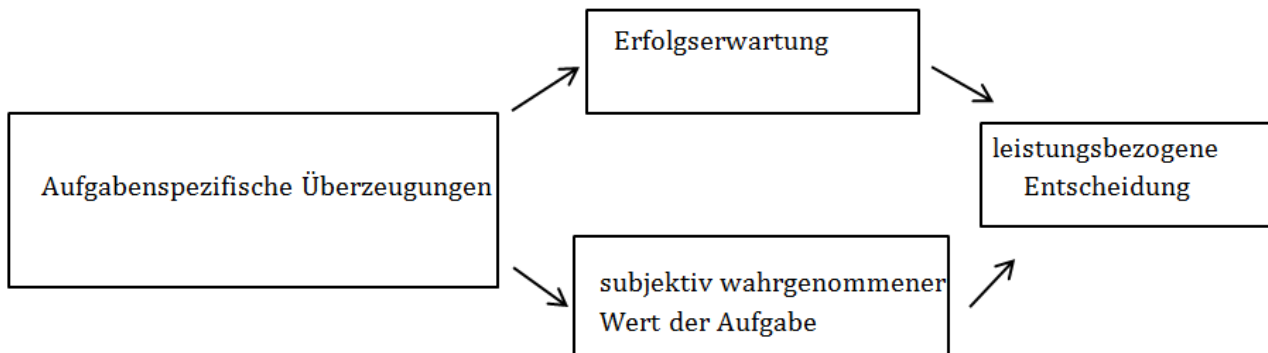 Erfolgserwartung
Aufgabenspezifische Überzeugungen
leistungsbezogene
Entscheidung
subjektiv wahrgenommener
Wert der Aufgabe